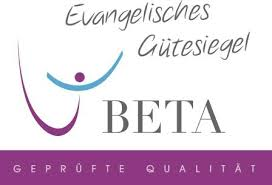 Evangelisches
Gütesiegel
BETA
GEPRÜFTE QUALITÄT